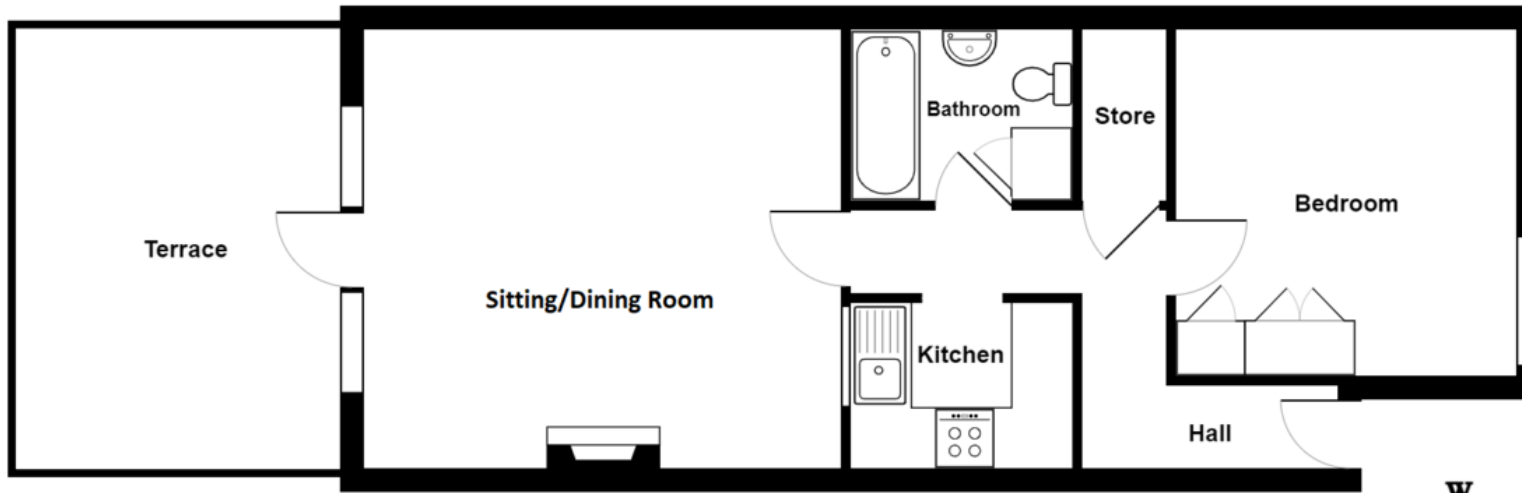 Bathroom
Store
Bedroom
Terrace
Sitting/Dining Room
Kitchen
Hall
W